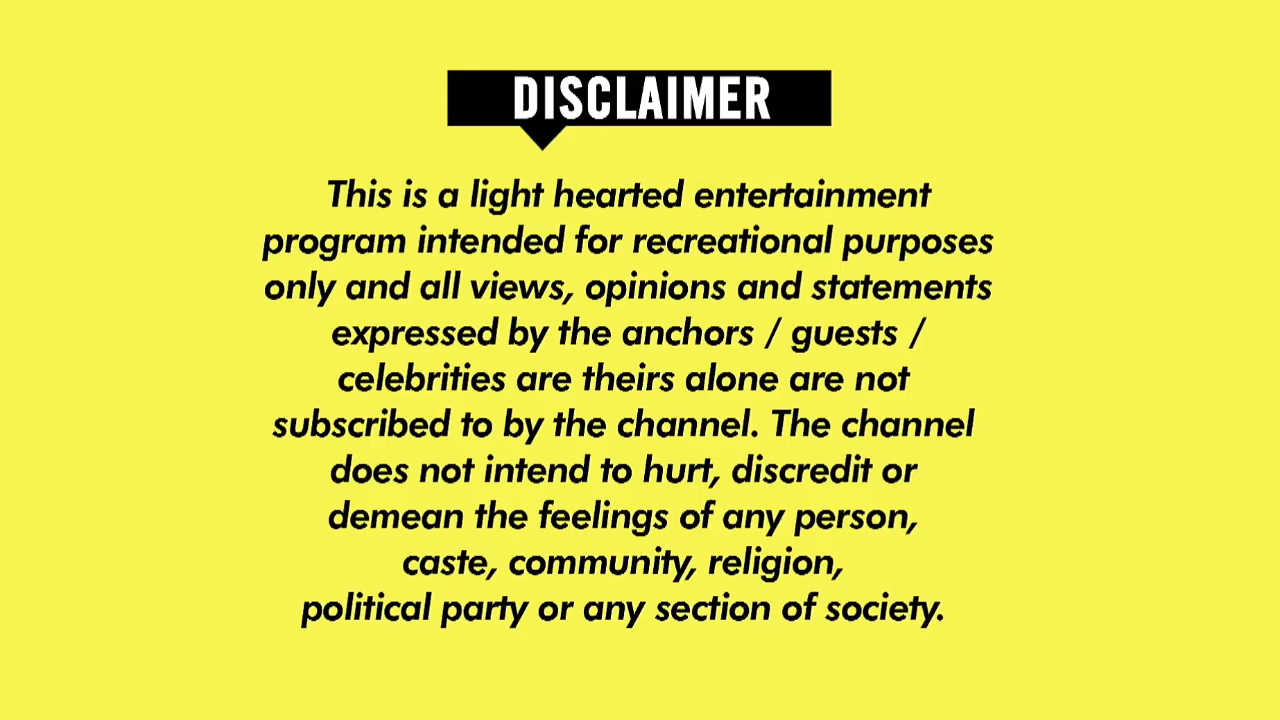 DISCLAIMER
This is a light hearted entertainment
program intended for recreational purposes
only and all views, opinions and statements
expressed by the anchors / guests /
celebrities are theirs alone are not
subscribed to by the channel. The channel
does not intend to hurt, discredit or
demean the feelings of any person,
caste, community, religion,
political party or any section of society.